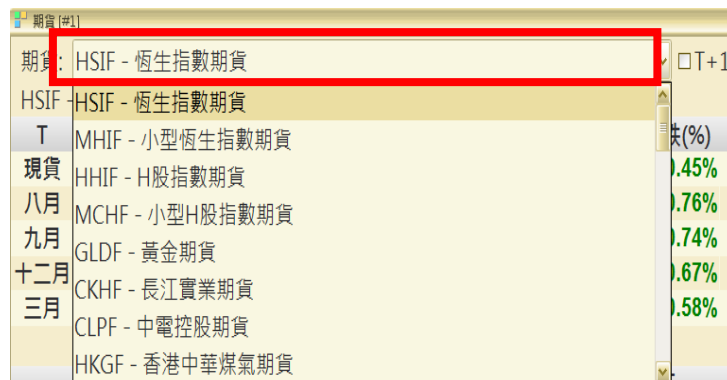 期貨 [#1]
期貨: HSIF - 恆生指數期貨 T+1
HSIF - HSIF - 恆生指數期貨
T MHIF - 小型恆生指數期貨 跌(%)
現貨 HHIF - H股指數期貨 0.45%
八月 MCHF - 小型H股指數期貨 0.76%
九月 GLDF - 黃金期貨 0.74%
十二月 CKHF - 長江實業期貨 0.67%
三月 CLPF - 中電控股期貨 0.58%
HKGF - 香港中華煤氣期貨